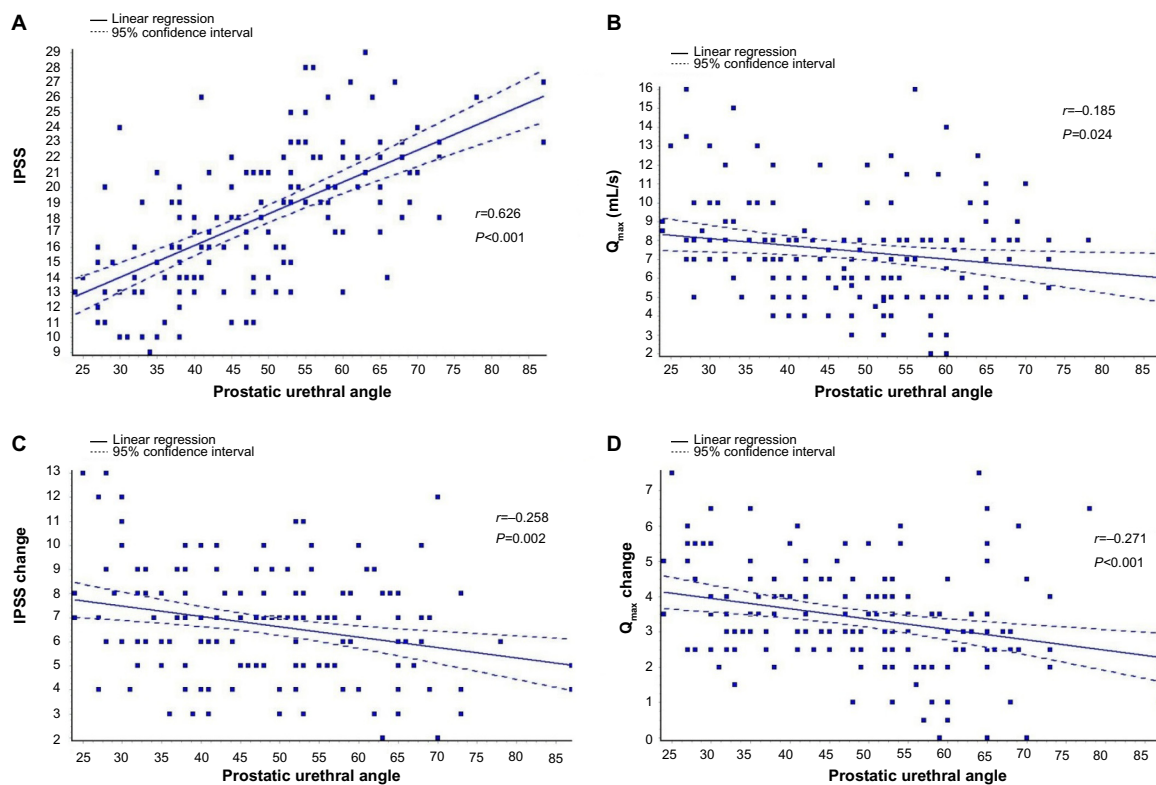 A
Linear regression
95% confidence interval
29
28
27
26
25
24
23
22
21
20
19
18
17
16
15
14
13
12
11
10
9
IPSS
r=0.626
P<0.001
25 30 35 40 45 50 55 60 65 70 75 80 85
Prostatic urethral angle
B
Linear regression
95% confidence interval
16
15
14
13
12
11
10
9
8
7
6
5
4
3
2
Qmax (mL/s)
r=–0.185
P=0.024
25 30 35 40 45 50 55 60 65 70 75 80 85
Prostatic urethral angle
C
Linear regression
95% confidence interval
13
12
11
10
9
8
7
6
5
4
3
2
IPSS change
r=–0.258
P=0.002
25 30 35 40 45 50 55 60 65 70 75 80 85
Prostatic urethral angle
D
Linear regression
95% confidence interval
7
6
5
4
3
2
1
0
Qmax change
r=–0.271
P<0.001
25 30 35 40 45 50 55 60 65 70 75 80 85
Prostatic urethral angle